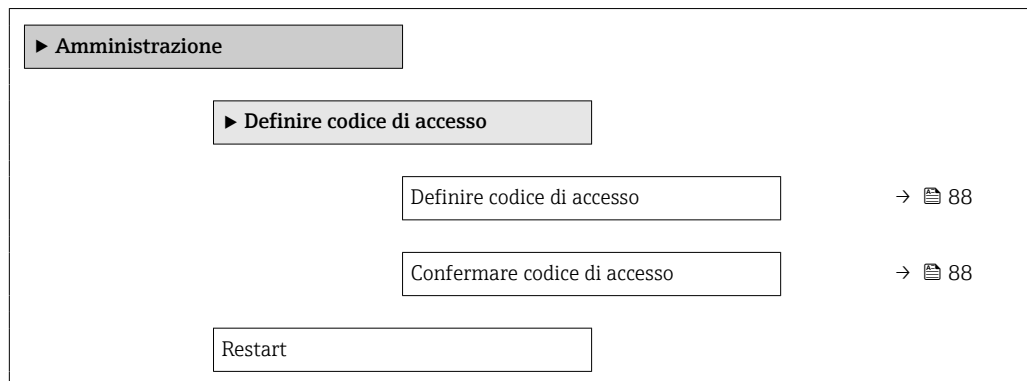 ▶ Amministrazione
▶ Definire codice di accesso
Definire codice di accesso → 88
Confermare codice di accesso → 88
Restart